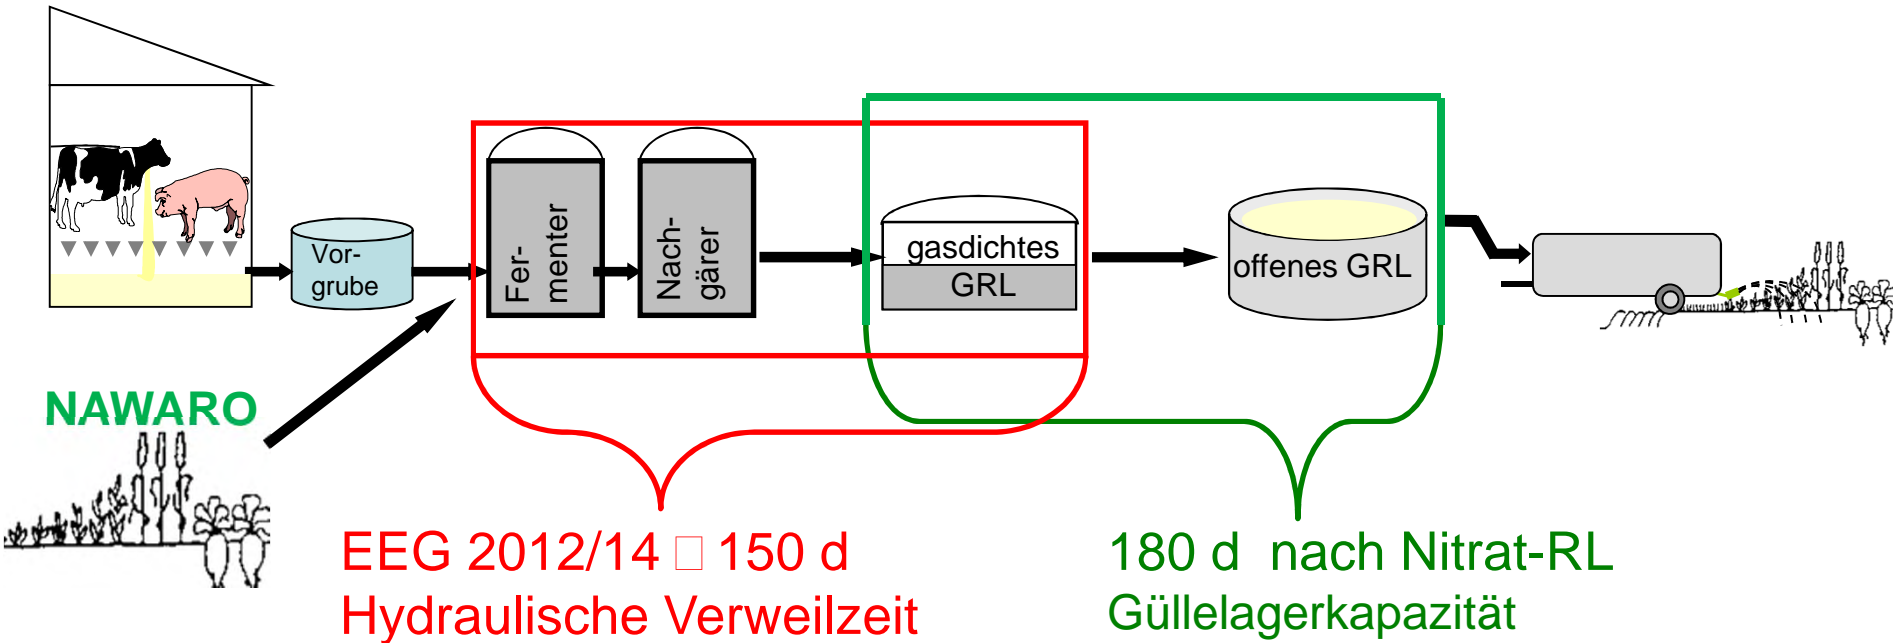 Vor-
grube
Fer-
menter
Nach-
gärer
gasdichtes
GRL
offenes GRL
NAWARO
EEG 2012/14 □ 150 d
Hydraulische Verweilzeit
180 d nach Nitrat-RL
Güllelagerkapazität